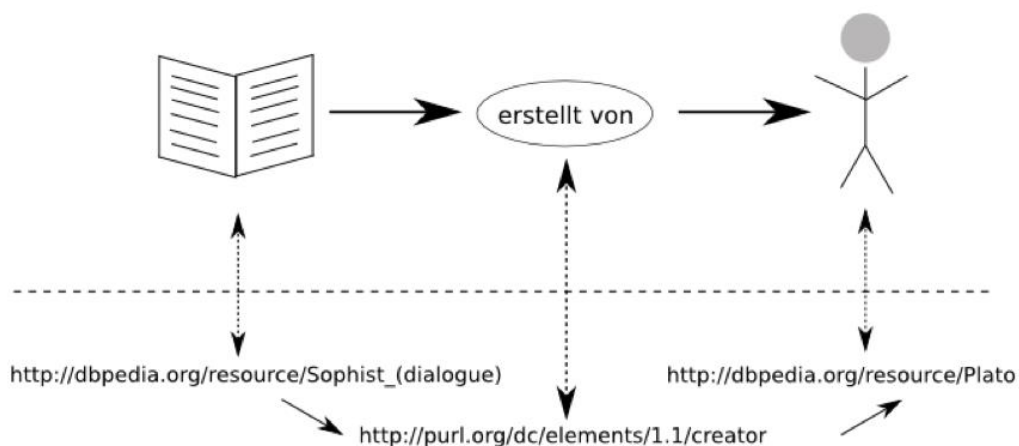 erstellt von
http://dbpedia.org/resource/Sophist_(dialogue)
http://dbpedia.org/resource/Plato
http://purl.org/dc/elements/1.1/creator